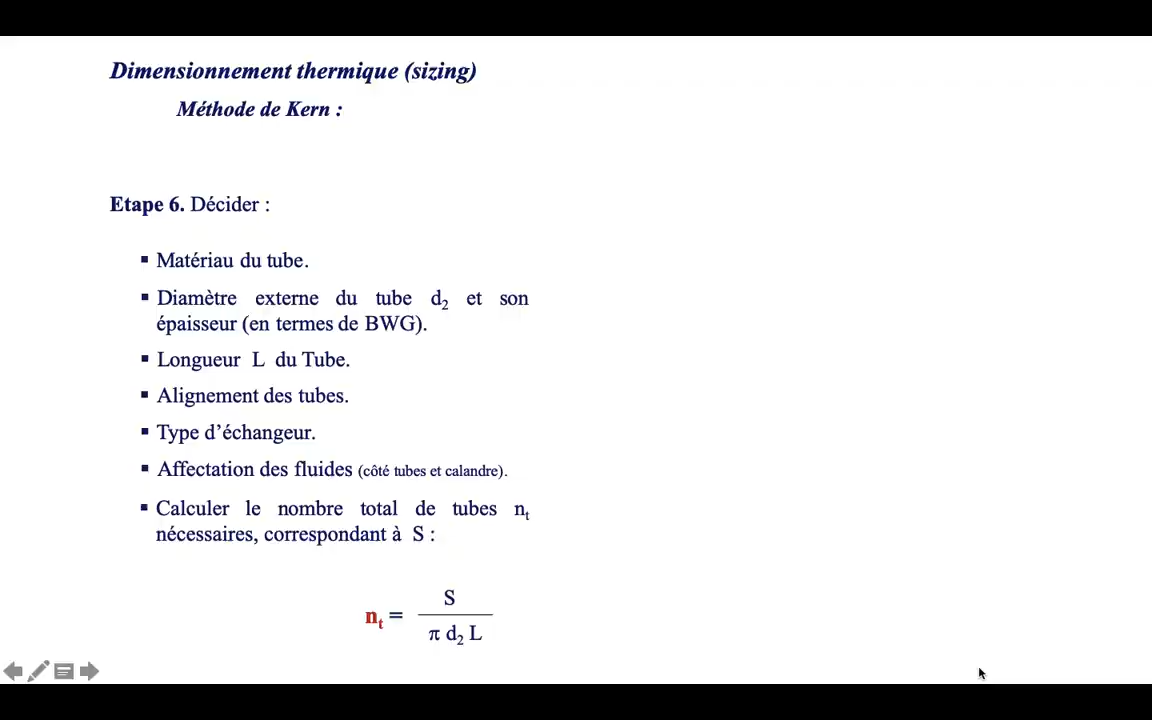 Dimensionnement thermique (sizing)
Méthode de Kern :
Etape 6. Décider :
▪ Matériau du tube.
▪ Diamètre externe du tube d₂ et son
épaisseur (en termes de BWG).
▪ Longueur L du Tube.
▪ Alignement des tubes.
▪ Type d’échangeur.
▪ Affectation des fluides (côté tubes et calandre).
▪ Calculer le nombre total de tubes nₜ
nécessaires, correspondant à S :
S
nₜ =
π d₂ L